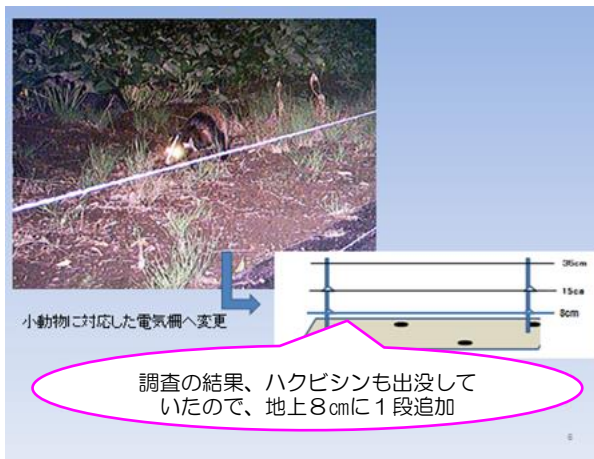 35cm
15cm
8cm
小動物に対応した電気柵へ変更
調査の結果、ハクビシンも出没して
いたので、地上８㎝に１段追加
6